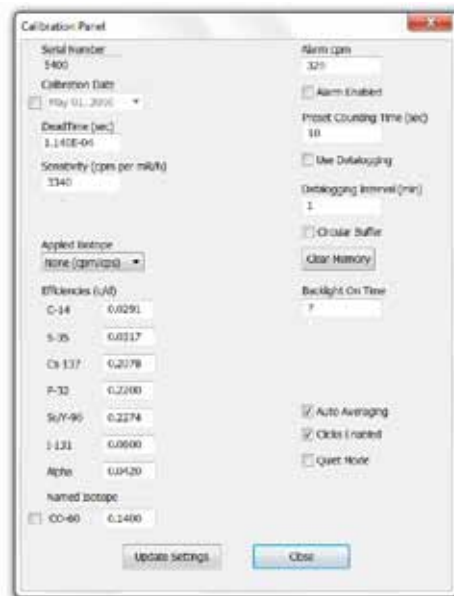 Calibration Panel
Serial Number
5400
Calibration Date
May 01, 2000
DeadTime (sec)
1.140E-04
Sensitivity (cpm per mR/h)
3340
Applied Isotope
None (cpm/cps)
Efficiencies (c/d)
C-14 0.0291
S-35 0.0317
Cs-137 0.2078
P-32 0.2200
Sr/Y-90 0.2274
I-131 0.0600
Alpha 0.0420
Named Isotope
CO-60 0.1400
Alarm cpm
320
Alarm Enabled
Preset Counting Time (sec)
10
Use Datalogging
Datalogging Interval (min)
1
Circular Buffer
Clear Memory
Backlight On Time
7
Auto Averaging
Clicks Enabled
Quiet Mode
Update Settings
Close